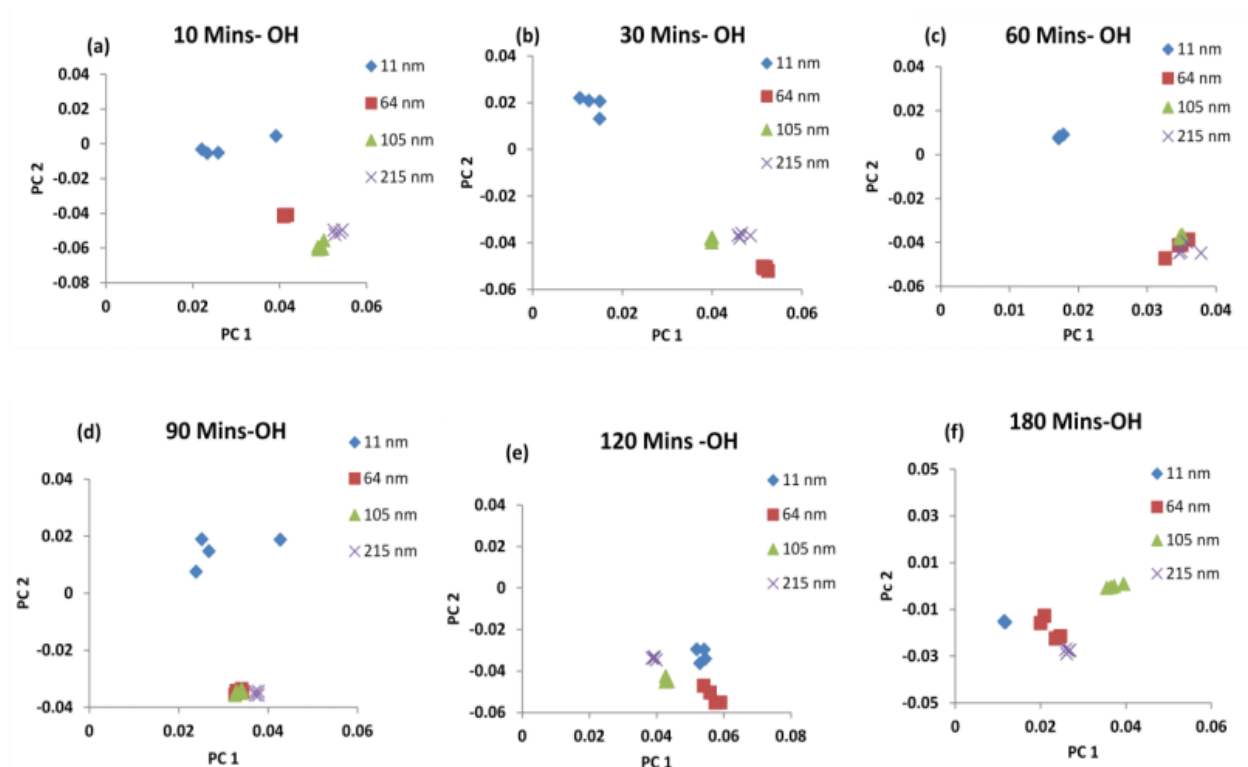 (a)
10 Mins- OH
0.04
0.02
0
-0.02
-0.04
-0.06
-0.08
PC 2
0
0.02
0.04
0.06
PC 1
11 nm
64 nm
105 nm
215 nm
(b)
30 Mins- OH
0.04
0.02
0
-0.02
-0.04
-0.06
PC 2
0
0.02
0.04
0.06
PC 1
11 nm
64 nm
105 nm
215 nm
(c)
60 Mins- OH
0.04
0.02
0
-0.02
-0.04
-0.06
PC 2
0
0.01
0.02
0.03
0.04
PC 1
11 nm
64 nm
105 nm
215 nm
(d)
90 Mins-OH
0.04
0.02
0
-0.02
-0.04
PC 2
0
0.02
0.04
0.06
PC 1
11 nm
64 nm
105 nm
215 nm
(e)
120 Mins -OH
0.04
0.02
0
-0.02
-0.04
-0.06
PC 2
0
0.02
0.04
0.06
0.08
PC 1
11 nm
64 nm
105 nm
215 nm
(f)
180 Mins-OH
0.05
0.03
0.01
-0.01
-0.03
-0.05
Pc 2
0
0.02
0.04
0.06
PC 1
11 nm
64 nm
105 nm
215 nm